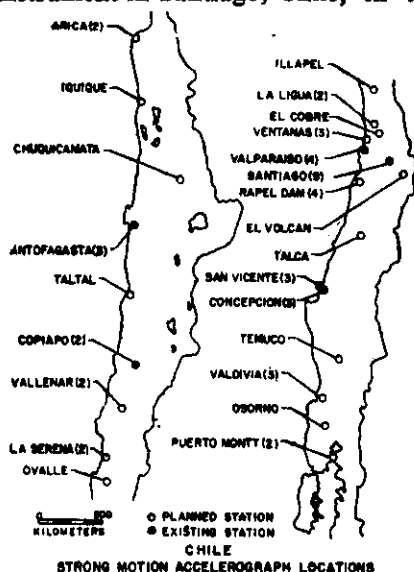 ARICA (2)
IQUIQUE
CHUQUICAMATA
ANTOFAGASTA(3)
TALTAL
COPIAPO (2)
VALLENAR (2)
LA SERENA (2)
OVALLE
KILOMETERS
ILLAPEL
LA LIGUA (2)
EL COBRE
VENTANAS (3)
VALPARAISO (4)
SANTIAGO (9)
RAPEL DAM (4)
EL VOLCAN
TALCA
SAN VICENTE (3)
CONCEPCION
TEMUCO
VALDIVIA (3)
OSORNO
PUERTO MONTT (2)
O PLANNED STATION
● EXISTING STATION
CHILE
STRONG MOTION ACCELEROGRAPH LOCATIONS